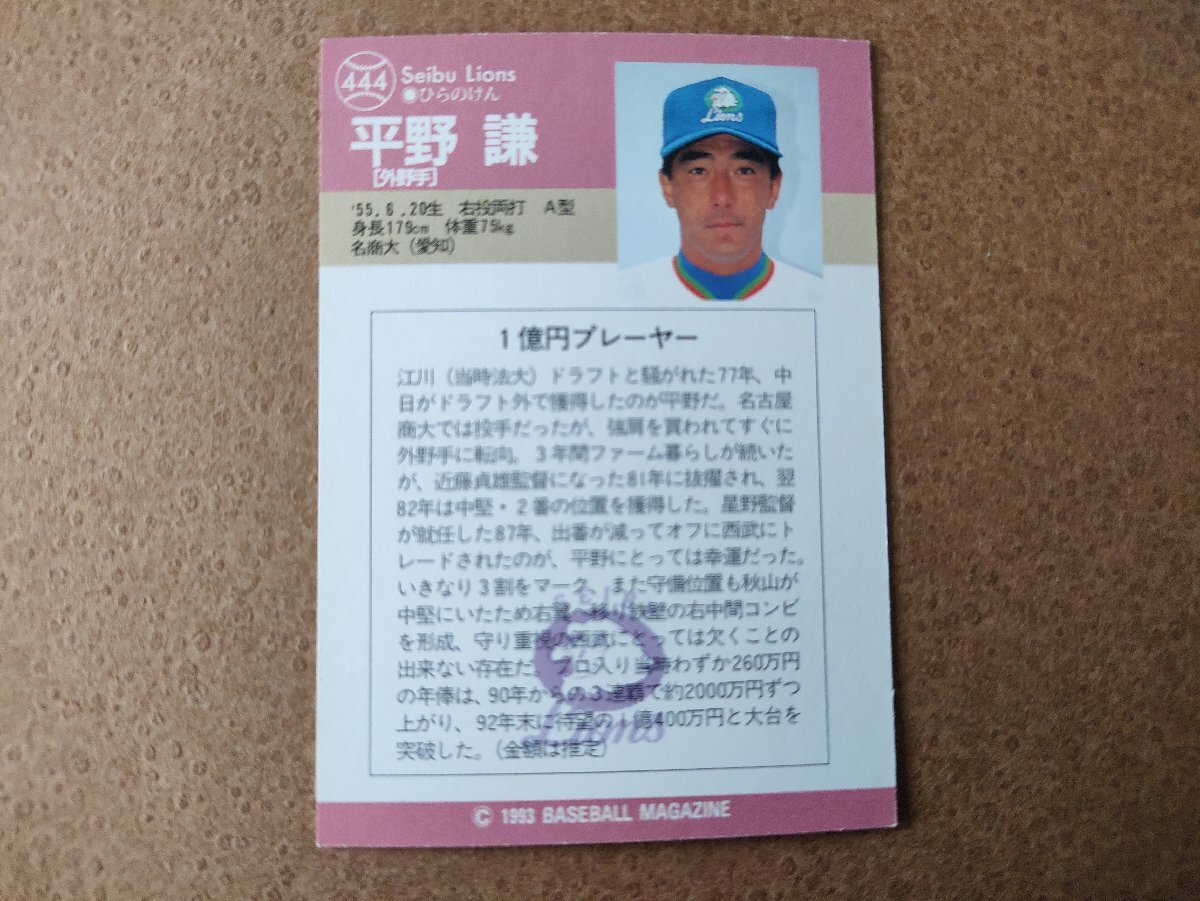 444
Seibu Lions
●ひらのけん
平野 謙
[外野手]
Lions
'55.6.20生 右投両打 A型
身長179cm 体重75kg
名商大（愛知）
1億円プレーヤー
江川（当時法大）ドラフトと騒がれた77年、中
日がドラフト外で獲得したのが平野だ。名古屋
商大では投手だったが、強肩を買われてすぐに
外野手に転向。3年間ファーム暮らしが続いた
が、近藤貞雄監督になった81年に抜擢され、翌
82年は中堅・2番の位置を獲得した。星野監督
が就任した87年、出番が減ってオフに西武にト
レードされたのが、平野にとっては幸運だった。
いきなり3割をマーク。また守備位置も秋山が
中堅にいたため右翼へ移り鉄壁の右中間コンビ
を形成、守り重視の西武にとっては欠くことの
出来ない存在だ。プロ入り当時わずか260万円
の年俸は、90年からの3連覇で約2000万円ずつ
上がり、92年末に待望の1億400万円と大台を
突破した。（金額は推定）
SEIBU
Lions
© 1993 BASEBALL MAGAZINE